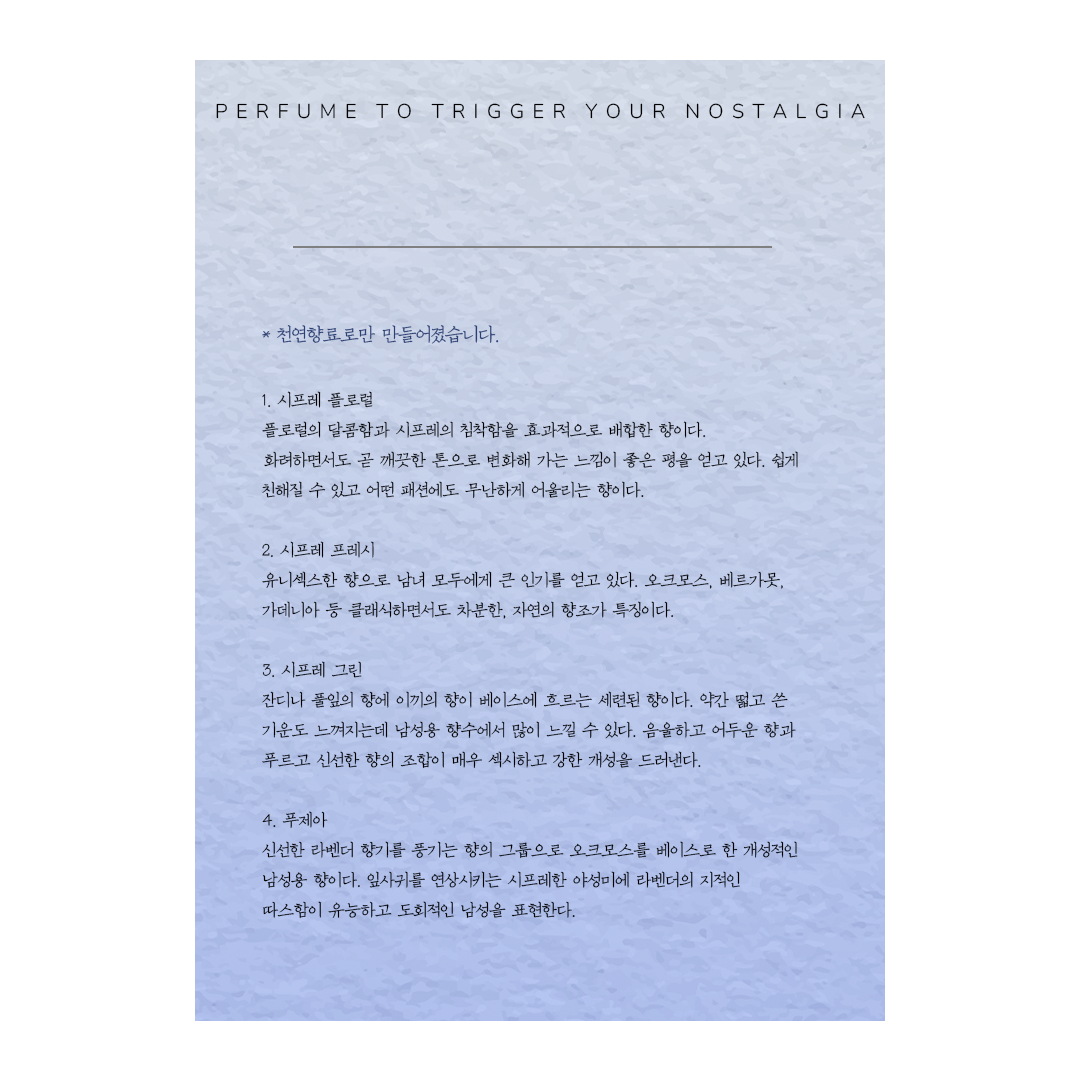 PERFUME TO TRIGGER YOUR NOSTALGIA
* 천연향료로만 만들어졌습니다.
1. 시프레 플로럴
플로럴의 달콤함과 시프레의 침착함을 효과적으로 배합한 향이다.
화려하면서도 곧 깨끗한 톤으로 변화해 가는 느낌이 좋은 평을 얻고 있다. 쉽게
친해질 수 있고 어떤 패션에도 무난하게 어울리는 향이다.
2. 시프레 프레시
유니섹스한 향으로 남녀 모두에게 큰 인기를 얻고 있다. 오크모스, 베르가못,
가데니아 등 클래식하면서도 차분한, 자연의 향조가 특징이다.
3. 시프레 그린
잔디나 풀잎의 향에 이끼의 향이 베이스에 흐르는 세련된 향이다. 약간 떫고 쓴
기운도 느껴지는데 남성용 향수에서 많이 느낄 수 있다. 음울하고 어두운 향과
푸르고 신선한 향의 조합이 매우 섹시하고 강한 개성을 드러낸다.
4. 푸제아
신선한 라벤더 향기를 풍기는 향의 그룹으로 오크모스를 베이스로 한 개성적인
남성용 향이다. 잎사귀를 연상시키는 시프레한 야성미에 라벤더의 지적인
따스함이 유능하고 도회적인 남성을 표현한다.